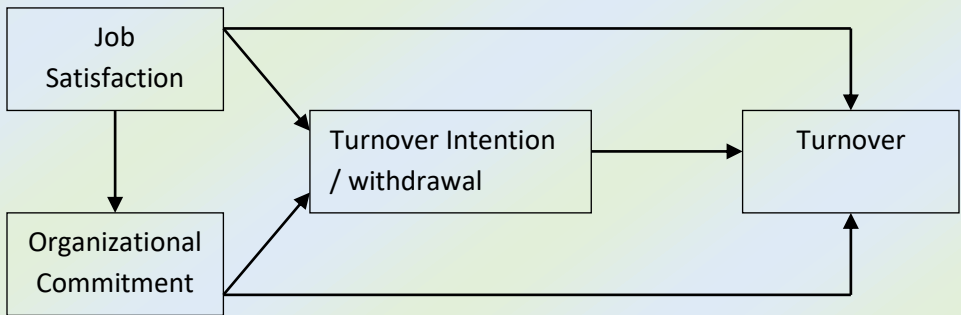 Job
Satisfaction
Turnover Intention
/ withdrawal
Turnover
Organizational
Commitment